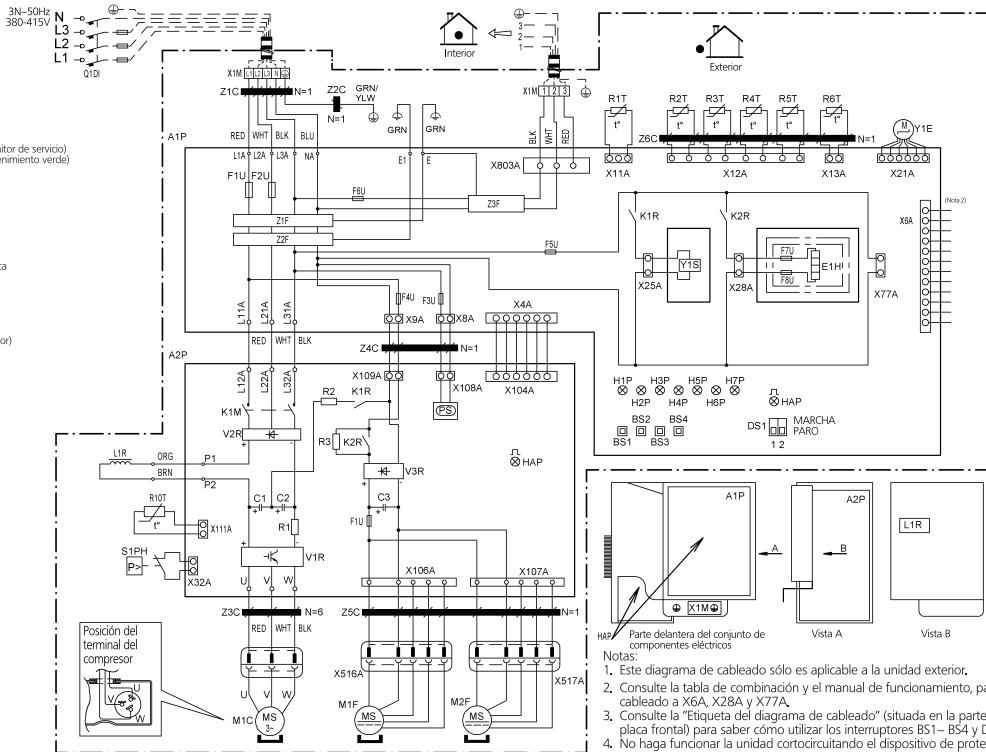 3N~50Hz
380-415V
N
L3
L2
L1
Q1DI
X1M L1 L2 L3 N
Z1C N=1
Z2C
N=1
GRN/
YLW
GRN GRN
3
2
1
Interior
Exterior
X1M 1 2 3
BLK WHT RED
RED WHT BLK BLU
A1P
L1A L2A L3A NA
E1 E
X803A
R1T R2T R3T R4T R5T R6T
t° t° t° t° t° t°
Z6C N=1
M Y1E
X11A X12A X13A X21A
(Nota 2)
X6A
F1U F2U
F6U
Z1F
Z2F
Z3F
F5U
K1R K2R
Y1S
F7U
F8U
E1H
X25A X28A X77A
L11A L21A L31A
RED WHT BLK
F4U F3U
X9A X8A
X4A
Z4C N=1
X109A X108A X104A
PS
H1P H3P H5P H7P
H2P H4P H6P
HAP
BS2 BS4
BS1 BS3
DS1
MARCHA
PARO
1 2
itor de servicio)
enimiento verde)
ta
or)
A2P
L12A L22A L32A
K1M
V2R
R2 K1R
R3 K2R
V3R
HAP
L1R
ORG
BRN
P1
P2
C1 C2
R1
C3
F1U
R10T
t°
X111A
S1PH
P>
X32A
V1R
U V W
X106A X107A
Z3C N=6
Z5C N=1
RED WHT BLK
X516A X517A
U V W
M1C
MS
3~
M1F
MS
M2F
MS
Posición del
terminal del
compresor
U
V
W
A1P
A
X1M
HAP
Parte delantera del conjunto de
componentes eléctricos
A2P
B
Vista A
L1R
Vista B
Notas:
1. Este diagrama de cableado sólo es aplicable a la unidad exterior.
2. Consulte la tabla de combinación y el manual de funcionamiento, pa
cableado a X6A, X28A y X77A.
3. Consulte la "Etiqueta del diagrama de cableado" (situada en la parte
placa frontal) para saber cómo utilizar los interruptores BS1~ BS4 y D
4. No haga funcionar la unidad cortocircuitando el dispositivo de prote